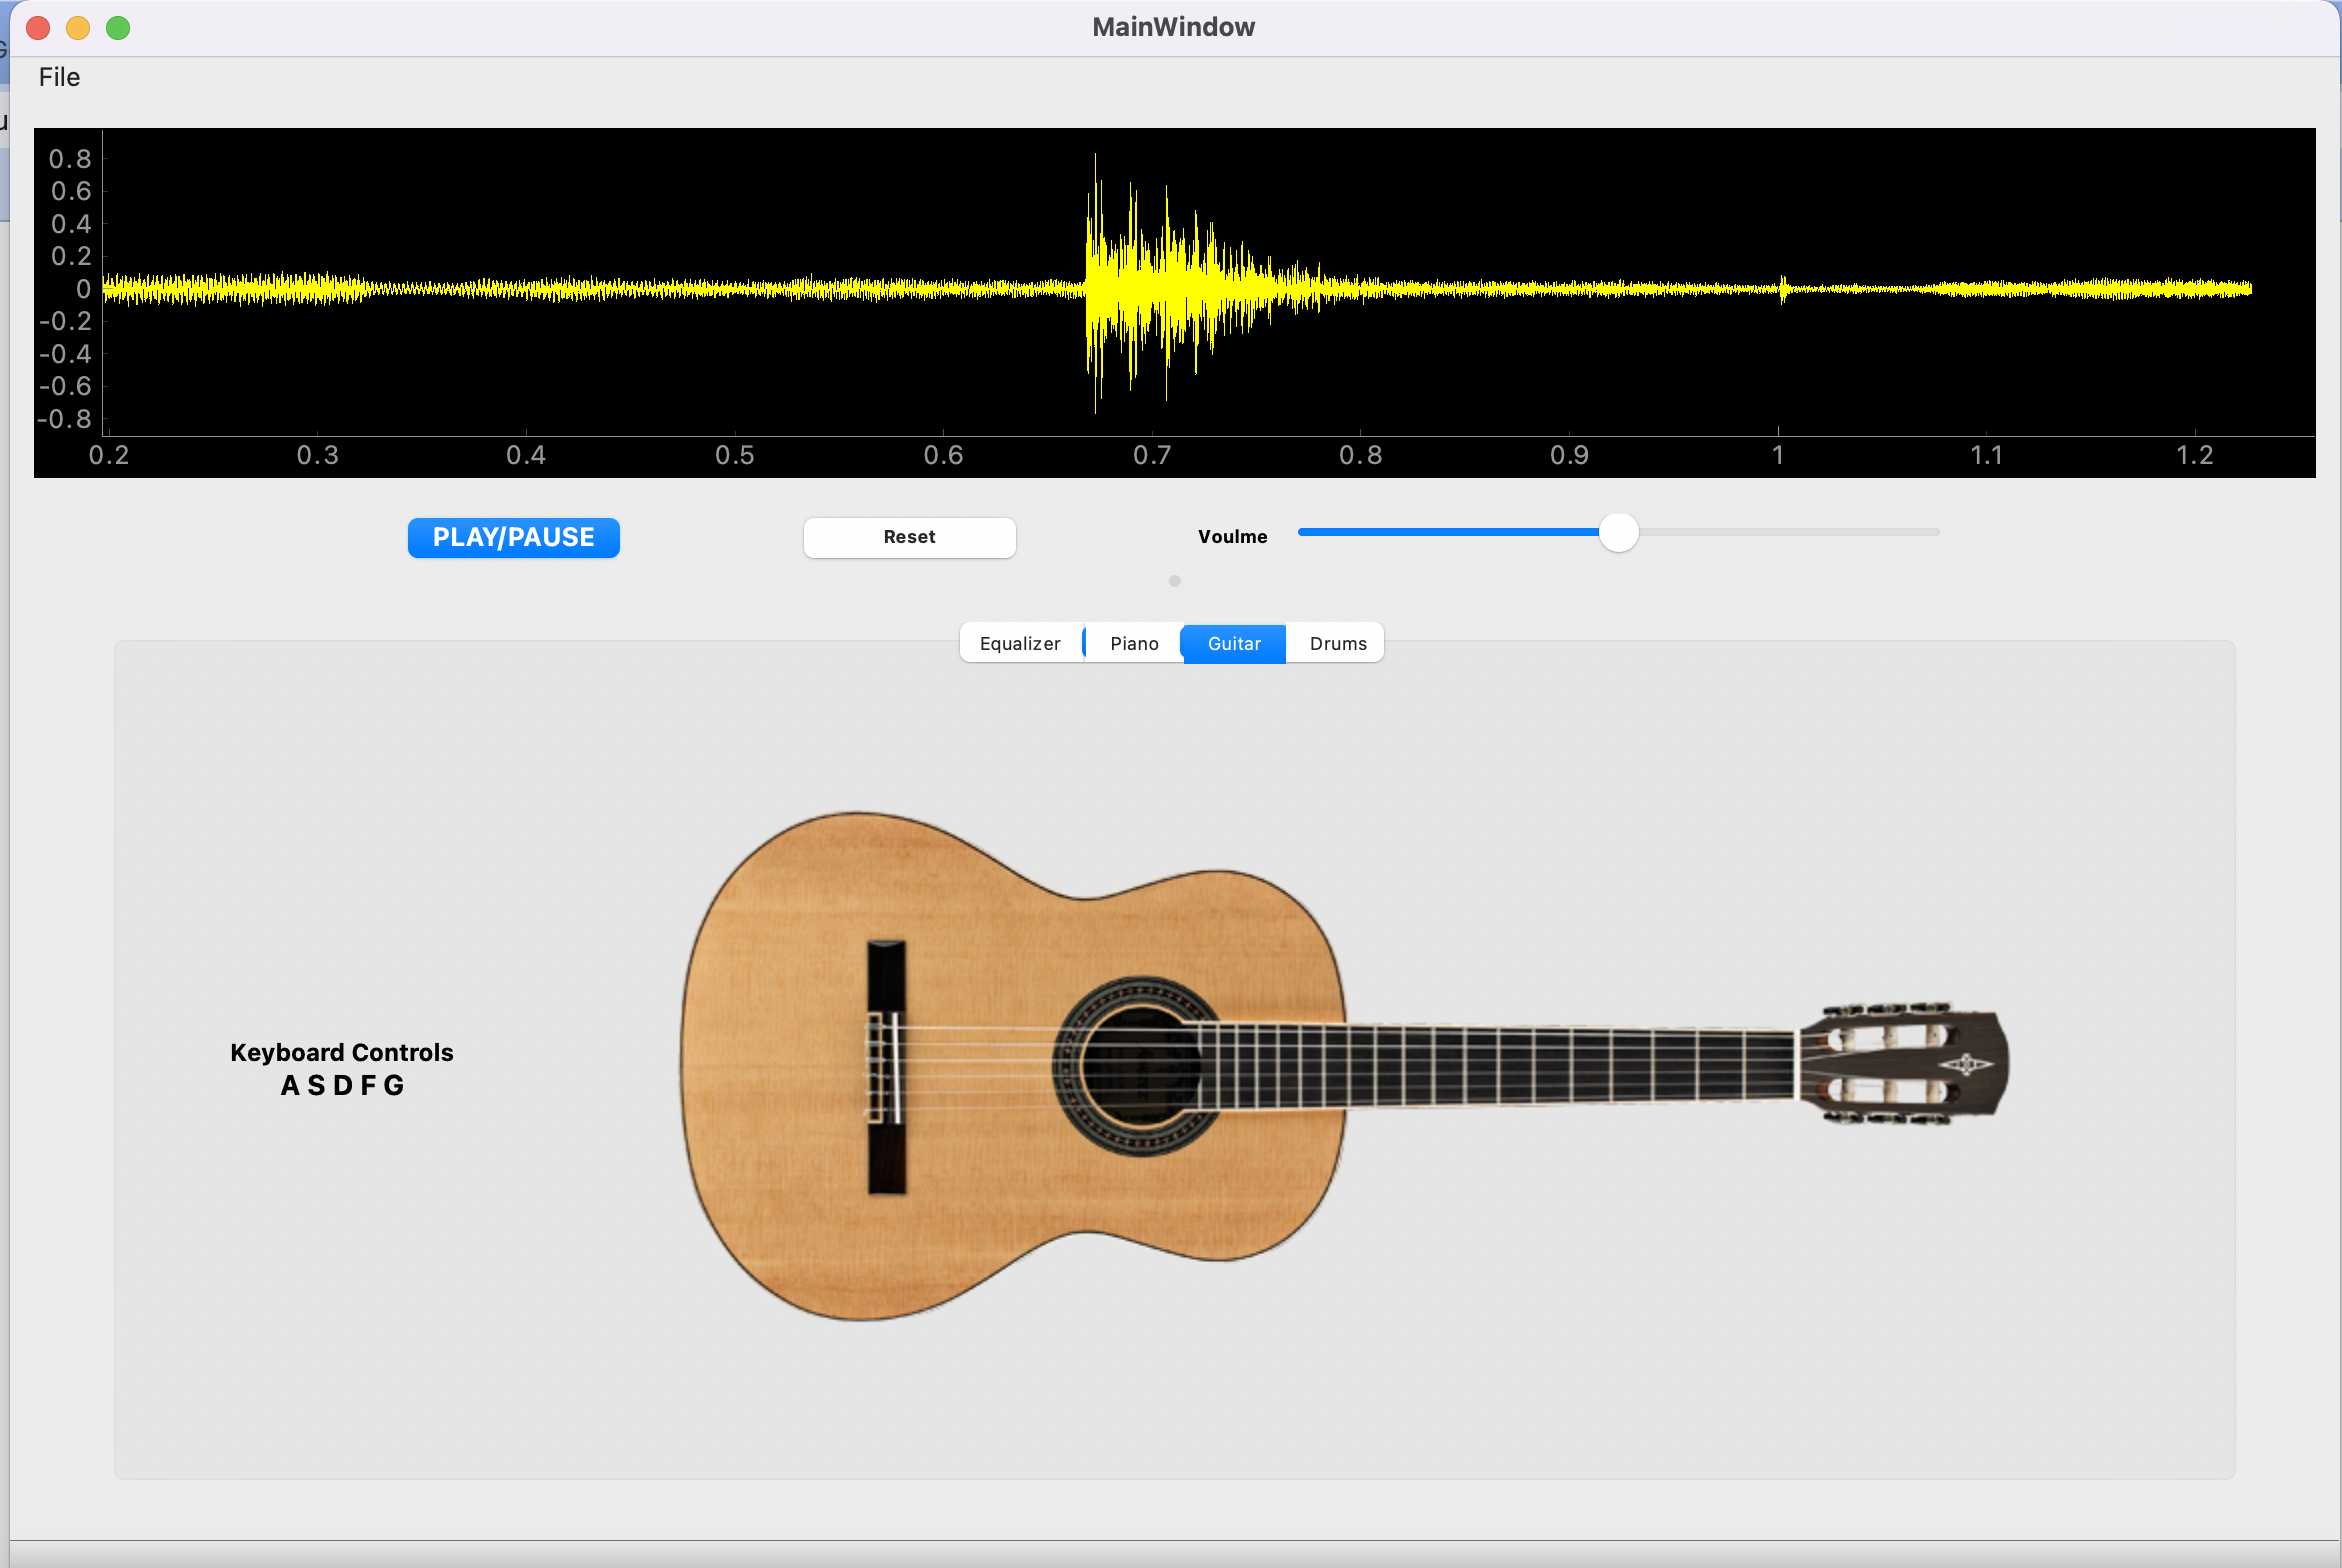 MainWindow
File
0.8
0.6
0.4
0.2
0
-0.2
-0.4
-0.6
-0.8
0.2 0.3 0.4 0.5 0.6 0.7 0.8 0.9 1 1.1 1.2
PLAY/PAUSE Reset Voulme
Equalizer Piano Guitar Drums
Keyboard Controls
A S D F G